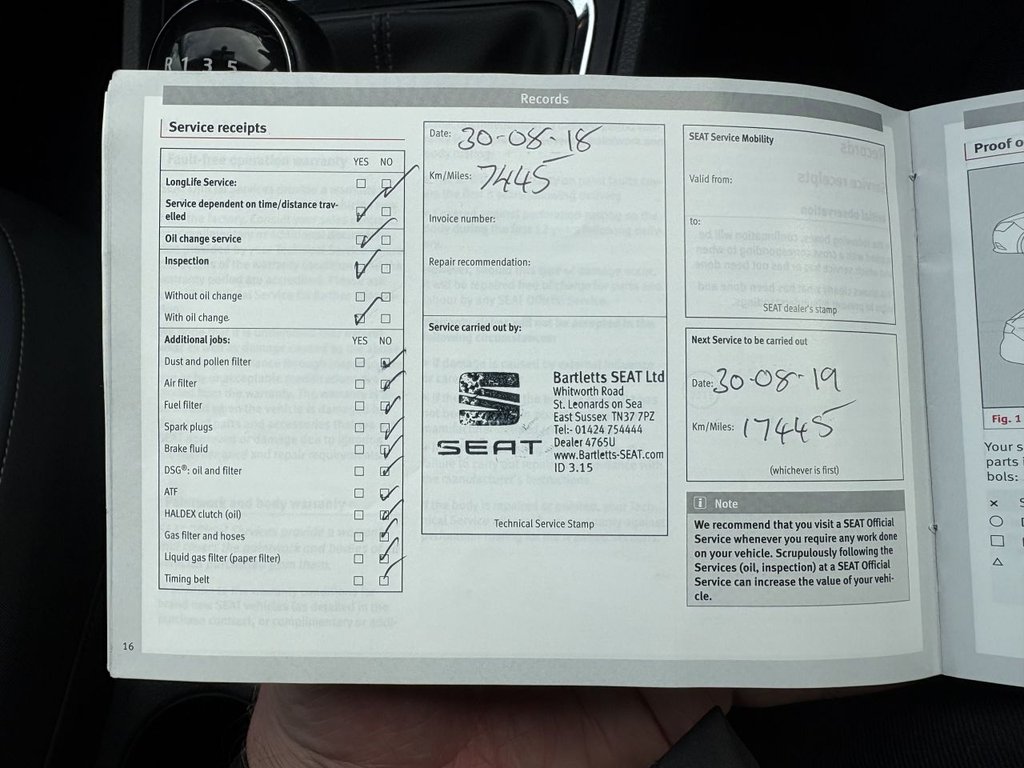 R 1 3 5
Records
Service receipts
YES NO
LongLife Service:
Service dependent on time/distance trav-
elled
Oil change service
Inspection
Without oil change
With oil change
Additional jobs: YES NO
Dust and pollen filter
Air filter
Fuel filter
Spark plugs
Brake fluid
DSG®: oil and filter
ATF
HALDEX clutch (oil)
Gas filter and hoses
Liquid gas filter (paper filter)
Timing belt
16
Date: 30-08-18
Km/Miles: 7445
Invoice number:
Repair recommendation:
Service carried out by:
SEAT
Bartletts SEAT Ltd
Whitworth Road
St. Leonards on Sea
East Sussex TN37 7PZ
Tel:- 01424 754444
Dealer 4765U
www.Bartletts-SEAT.com
ID 3.15
Technical Service Stamp
SEAT Service Mobility
Valid from:
to:
SEAT dealer's stamp
Next Service to be carried out
Date: 30-08-19
Km/Miles: 17445
(whichever is first)
i Note
We recommend that you visit a SEAT Official
Service whenever you require any work done
on your vehicle. Scrupulously following the
Services (oil, inspection) at a SEAT Official
Service can increase the value of your vehi-
cle.
Proof o
Fig. 1
Your s
parts i
bols: